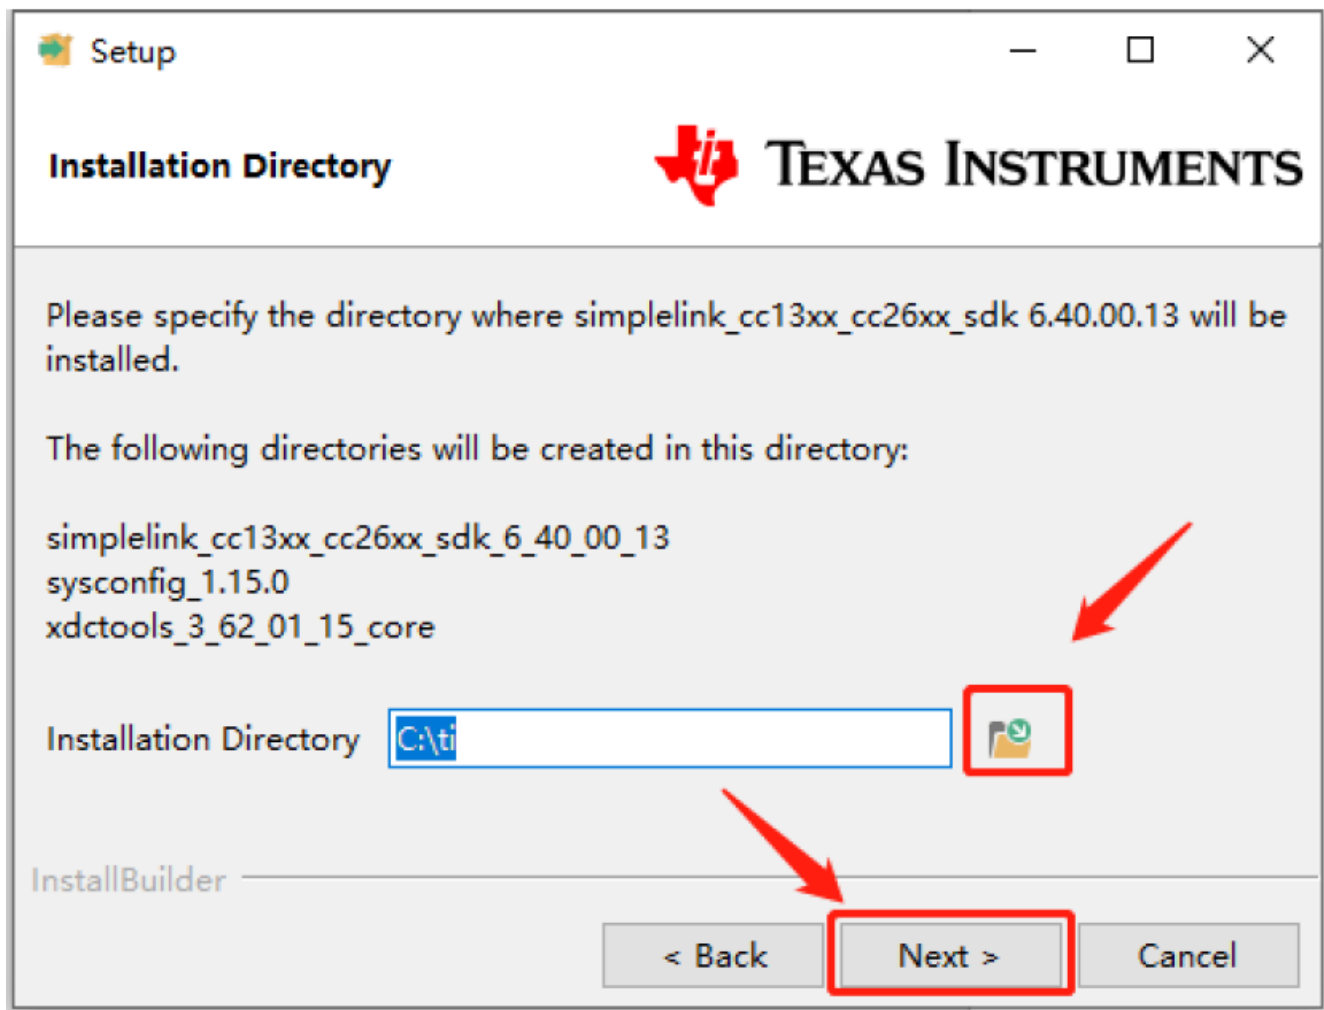 Setup
Installation Directory
TEXAS INSTRUMENTS
Please specify the directory where simplelink_cc13xx_cc26xx_sdk 6.40.00.13 will be
installed.
The following directories will be created in this directory:
simplelink_cc13xx_cc26xx_sdk_6_40_00_13
sysconfig_1.15.0
xdctools_3_62_01_15_core
Installation Directory C:\ti
InstallBuilder
< Back Next > Cancel